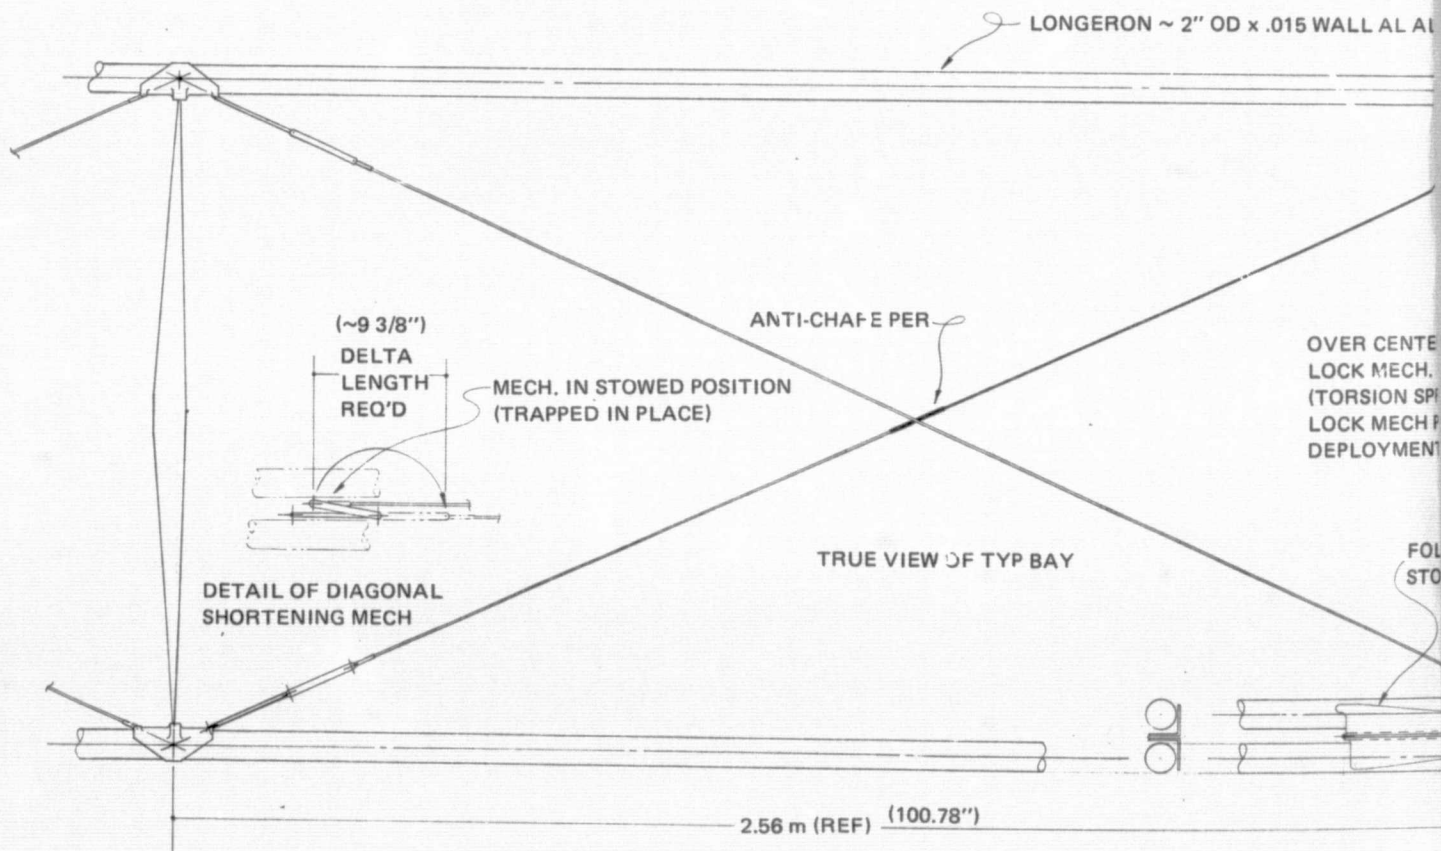 LONGERON ~ 2" OD x .015 WALL AL AL
(~9 3/8")
DELTA
LENGTH
REQ'D
MECH. IN STOWED POSITION
(TRAPPED IN PLACE)
ANTI-CHAFE PER
OVER CENTE
LOCK MECH.
(TORSION SP
LOCK MECH
DEPLOYMENT
TRUE VIEW OF TYP BAY
FOL
STO
DETAIL OF DIAGONAL
SHORTENING MECH
2.56 m (REF) (100.78")